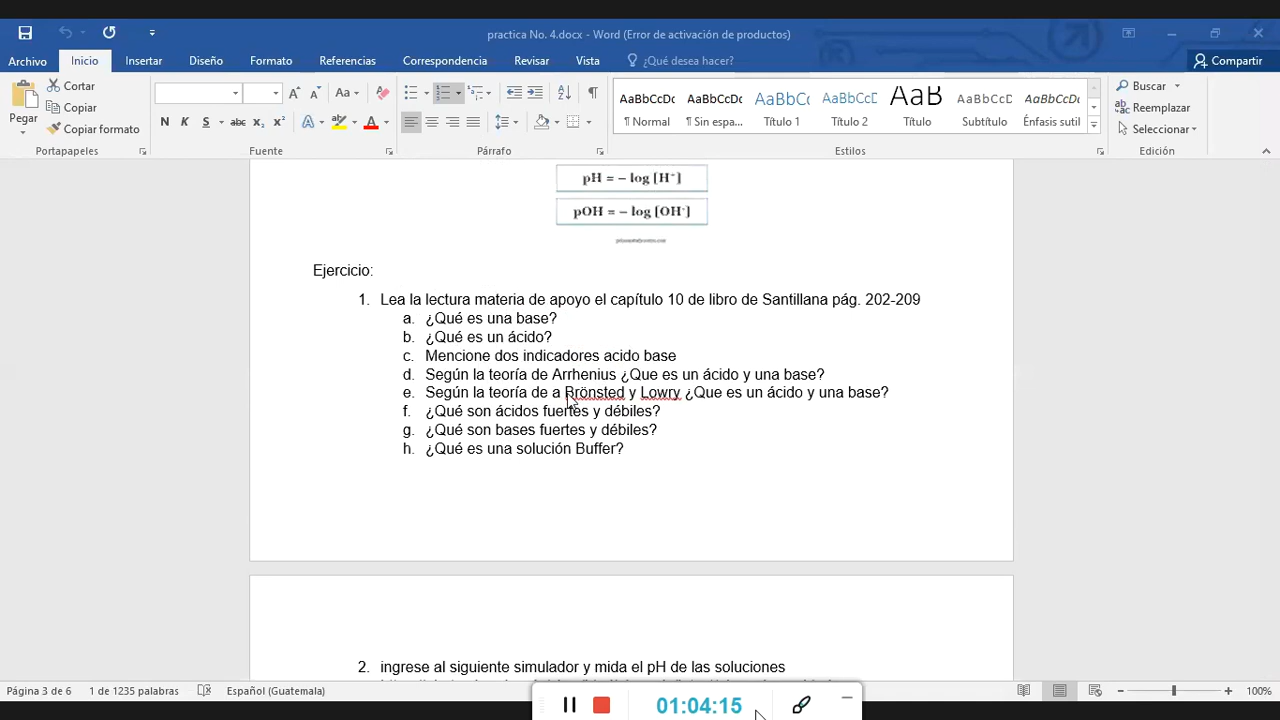 practica No. 4.docx - Word (Error de activación de productos)
Archivo Inicio Insertar Diseño Formato Referencias Correspondencia Revisar Vista ¿Qué desea hacer? Compartir
Pegar
Cortar
Copiar
Copiar formato
Portapapeles
Aa
N K S abc x₂ x² A A
Fuente
Párrafo
AaBbCcDc AaBbCcDc AaBbCc AaBbCcD AaB AaBbCcD AaBbCcDc
¶ Normal ¶ Sin espa... Título 1 Título 2 Título Subtítulo Énfasis sutil
Estilos
Buscar
Reemplazar
Seleccionar
Edición
pH = – log [H⁺]
pOH = – log [OH⁻]
Ejercicio:
1. Lea la lectura materia de apoyo el capítulo 10 de libro de Santillana pág. 202-209
a. ¿Qué es una base?
b. ¿Qué es un ácido?
c. Mencione dos indicadores acido base
d. Según la teoría de Arrhenius ¿Que es un ácido y una base?
e. Según la teoría de a Rrönsted y Lowry ¿Que es un ácido y una base?
f. ¿Qué son ácidos fuertes y débiles?
g. ¿Qué son bases fuertes y débiles?
h. ¿Qué es una solución Buffer?
2. ingrese al siguiente simulador y mida el pH de las soluciones
Página 3 de 6 1 de 1235 palabras Español (Guatemala) 100%
01:04:15